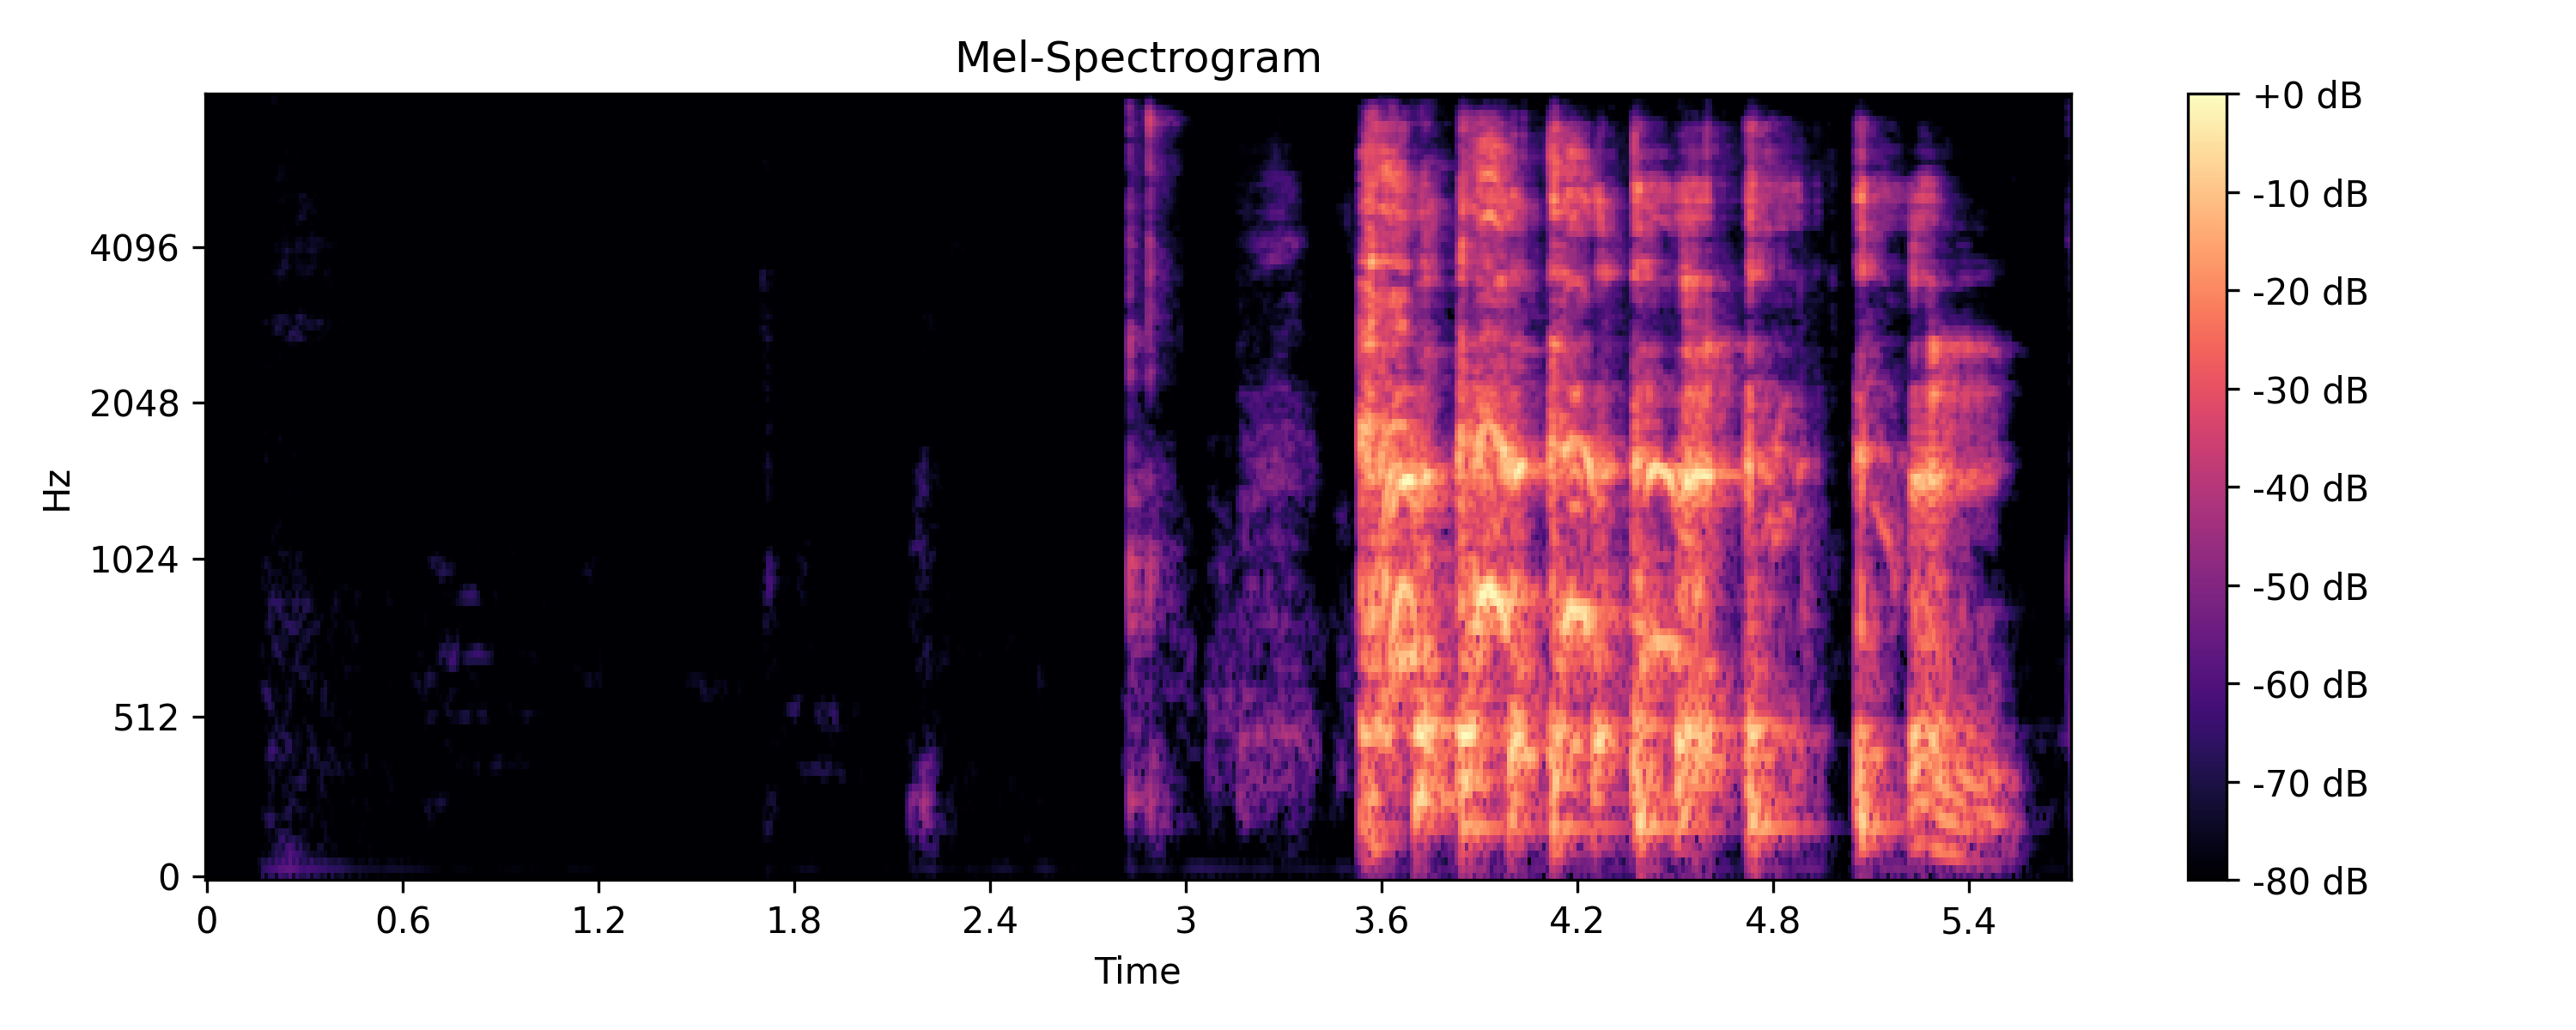 Mel-Spectrogram
+0 dB
-10 dB
-20 dB
-30 dB
-40 dB
-50 dB
-60 dB
-70 dB
-80 dB
Hz
4096
2048
1024
512
0
0 0.6 1.2 1.8 2.4 3 3.6 4.2 4.8 5.4
Time